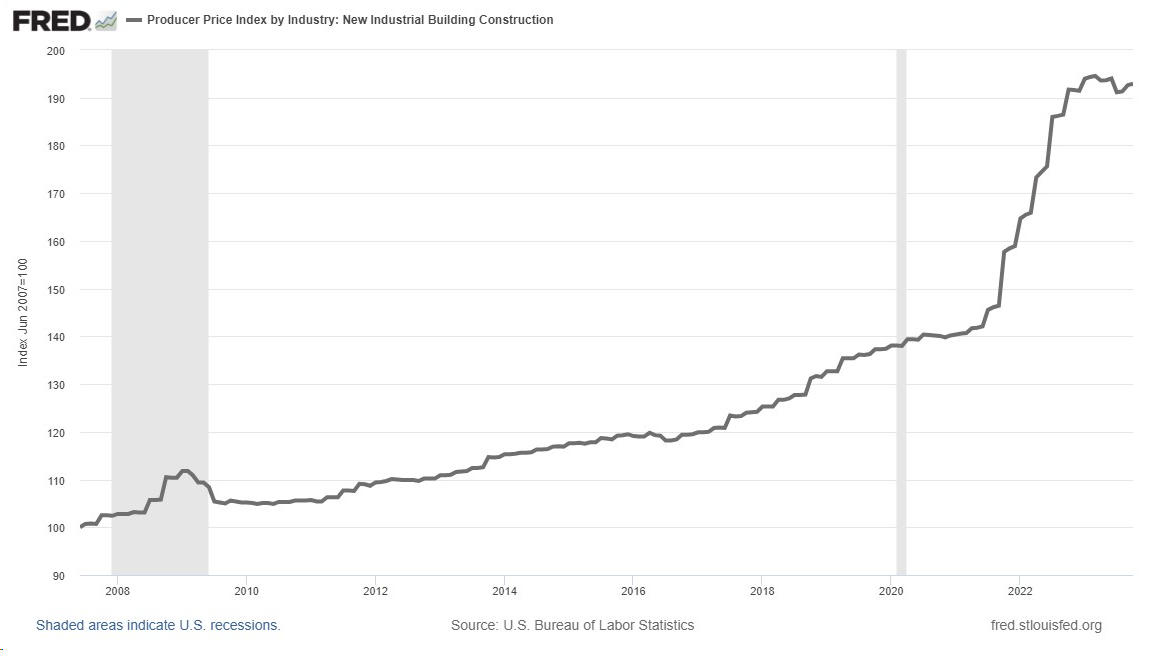 FRED
Producer Price Index by Industry: New Industrial Building Construction
200
190
180
170
160
150
140
130
120
110
100
90
Index Jun 2007=100
2008 2010 2012 2014 2016 2018 2020 2022
Shaded areas indicate U.S. recessions. Source: U.S. Bureau of Labor Statistics fred.stlouisfed.org